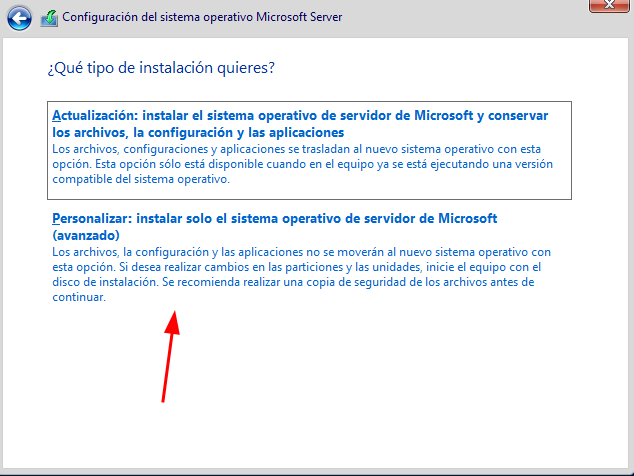 Configuración del sistema operativo Microsoft Server
¿Qué tipo de instalación quieres?
Actualización: instalar el sistema operativo de servidor de Microsoft y conservar
los archivos, la configuración y las aplicaciones
Los archivos, configuraciones y aplicaciones se trasladan al nuevo sistema operativo con esta
opción. Esta opción sólo está disponible cuando en el equipo ya se está ejecutando una versión
compatible del sistema operativo.
Personalizar: instalar solo el sistema operativo de servidor de Microsoft
(avanzado)
Los archivos, la configuración y las aplicaciones no se moverán al nuevo sistema operativo con
esta opción. Si desea realizar cambios en las particiones y las unidades, inicie el equipo con el
disco de instalación. Se recomienda realizar una copia de seguridad de los archivos antes de
continuar.